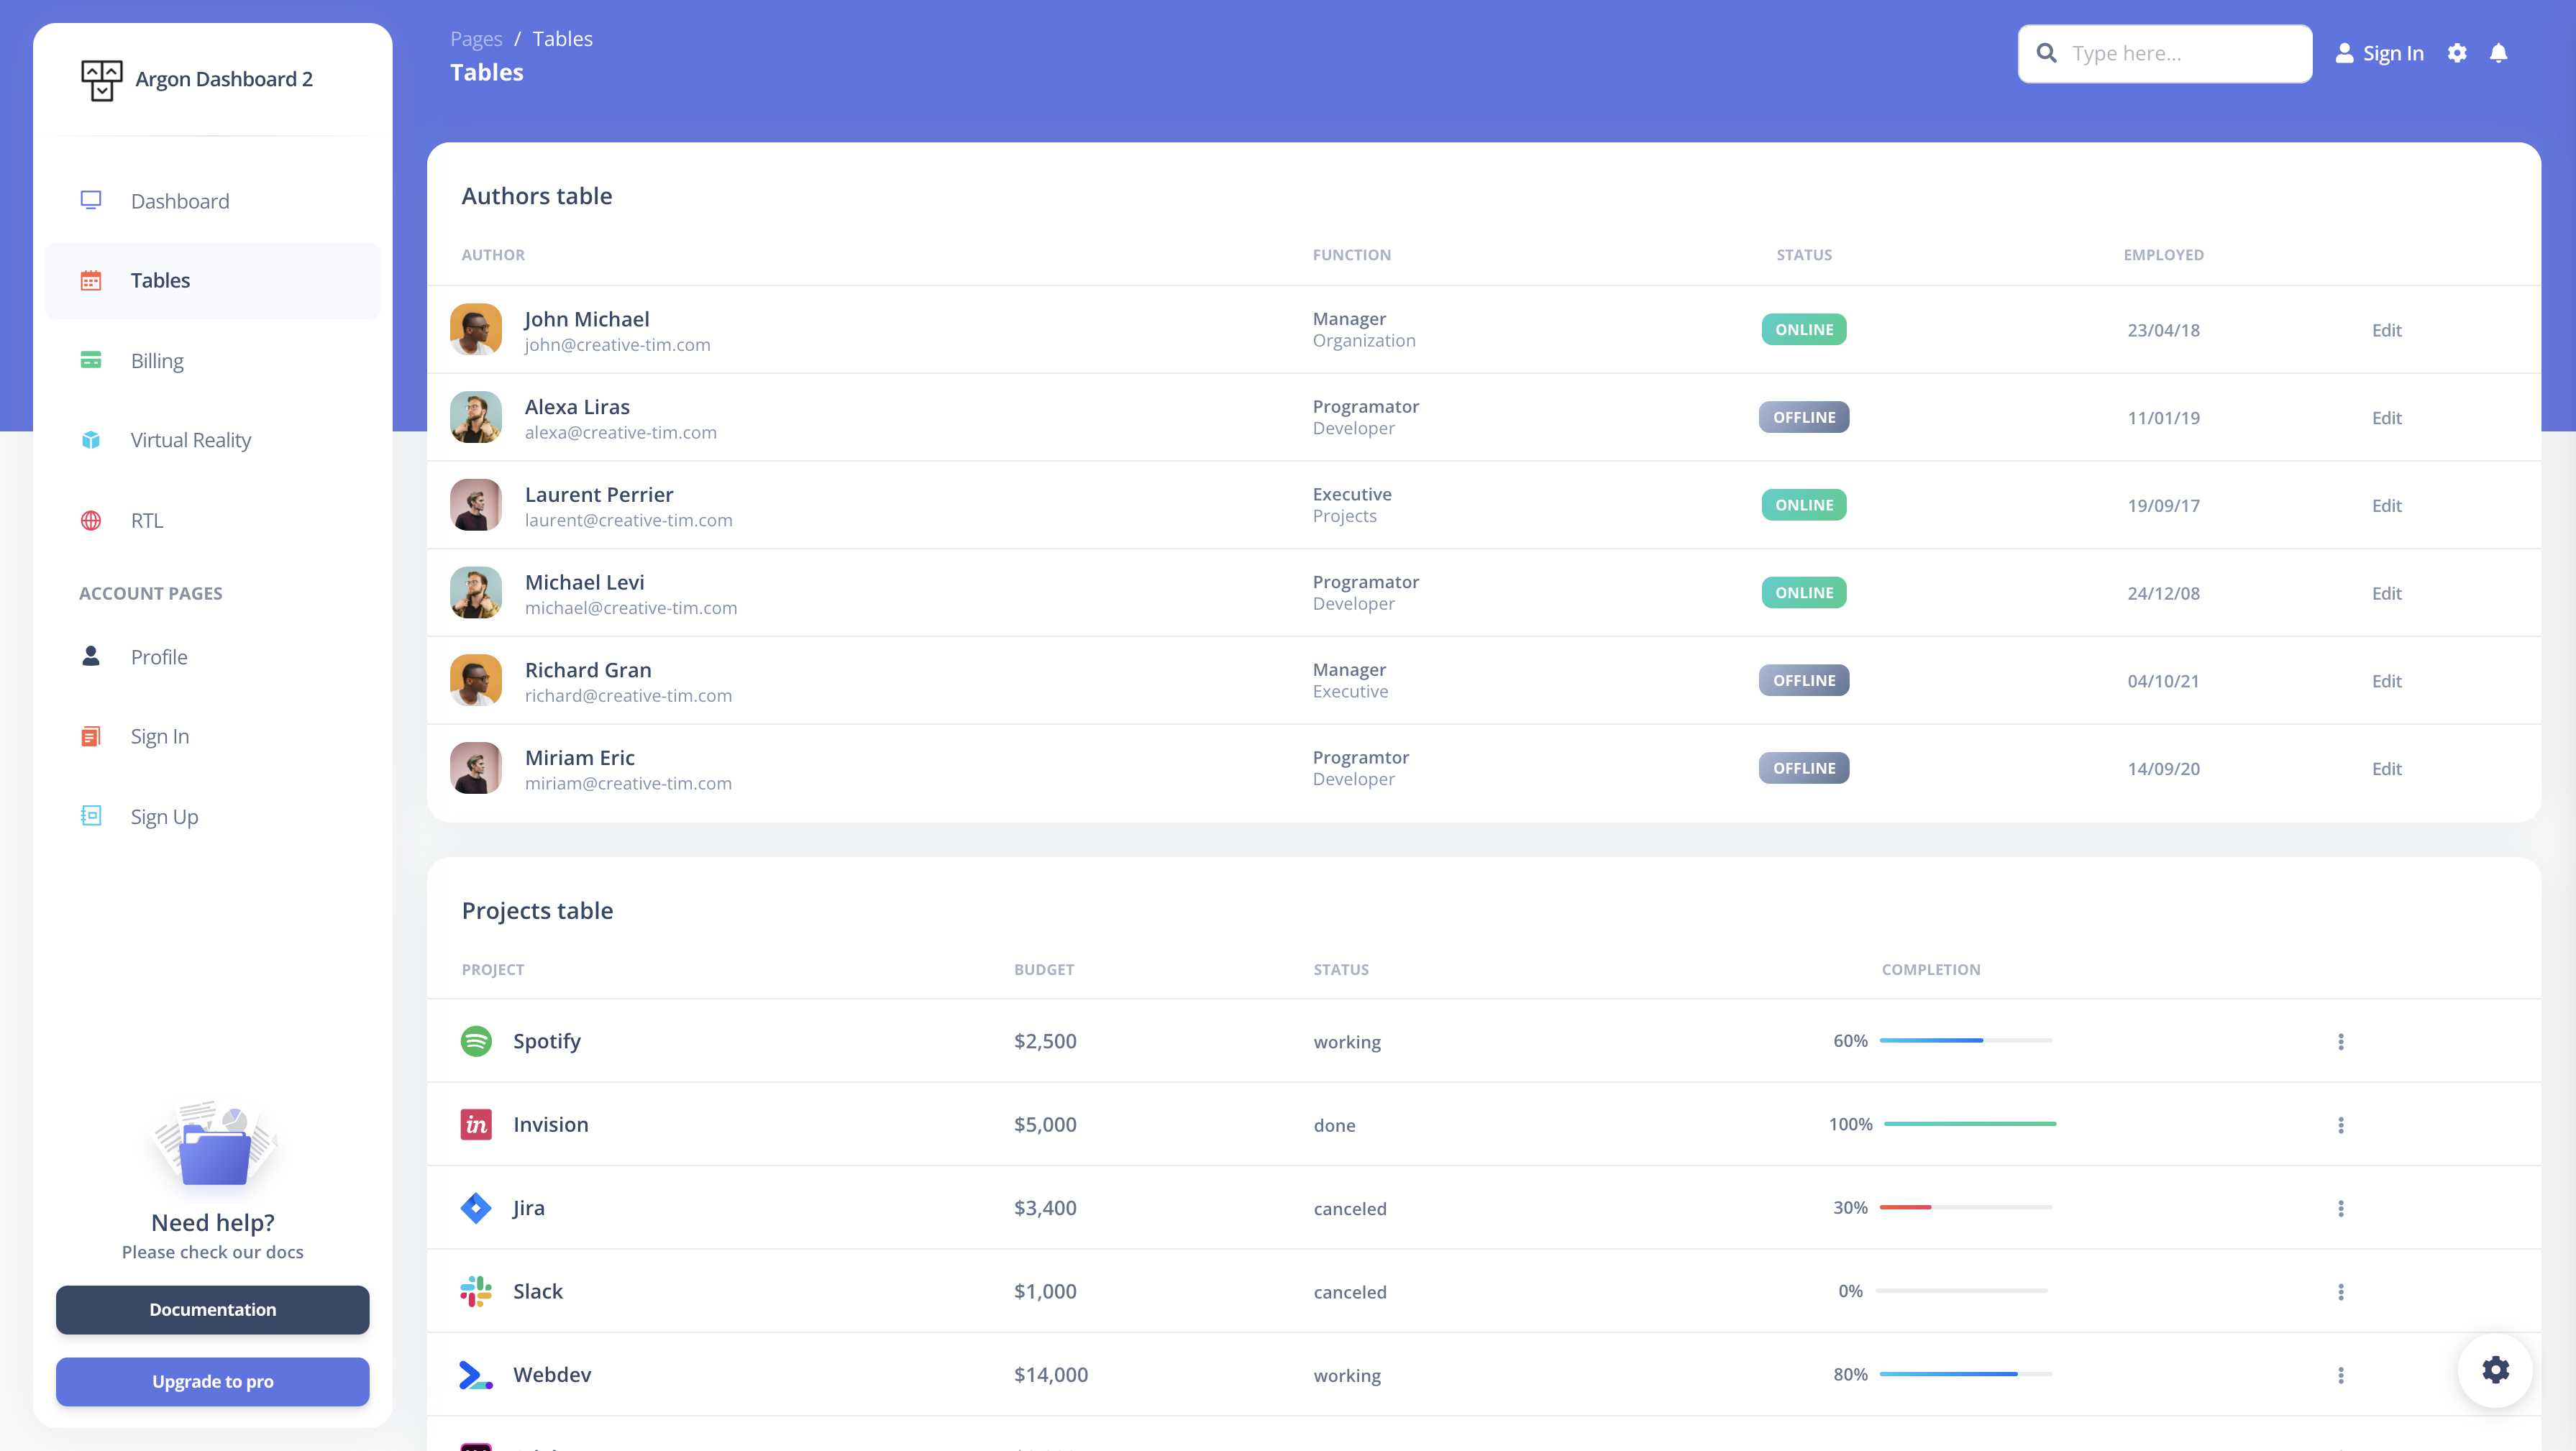 Argon Dashboard 2
Dashboard
Tables
Billing
Virtual Reality
RTL
ACCOUNT PAGES
Profile
Sign In
Sign Up
Need help?
Please check our docs
Documentation
Upgrade to pro
Pages / Tables
Tables
Type here...
Sign In
Authors table
AUTHOR FUNCTION STATUS EMPLOYED
John Michael
john@creative-tim.com
Manager
Organization
ONLINE
23/04/18
Edit
Alexa Liras
alexa@creative-tim.com
Programator
Developer
OFFLINE
11/01/19
Edit
Laurent Perrier
laurent@creative-tim.com
Executive
Projects
ONLINE
19/09/17
Edit
Michael Levi
michael@creative-tim.com
Programator
Developer
ONLINE
24/12/08
Edit
Richard Gran
richard@creative-tim.com
Manager
Executive
OFFLINE
04/10/21
Edit
Miriam Eric
miriam@creative-tim.com
Programtor
Developer
OFFLINE
14/09/20
Edit
Projects table
PROJECT BUDGET STATUS COMPLETION
Spotify $2,500 working 60%
in Invision $5,000 done 100%
Jira $3,400 canceled 30%
Slack $1,000 canceled 0%
Webdev $14,000 working 80%